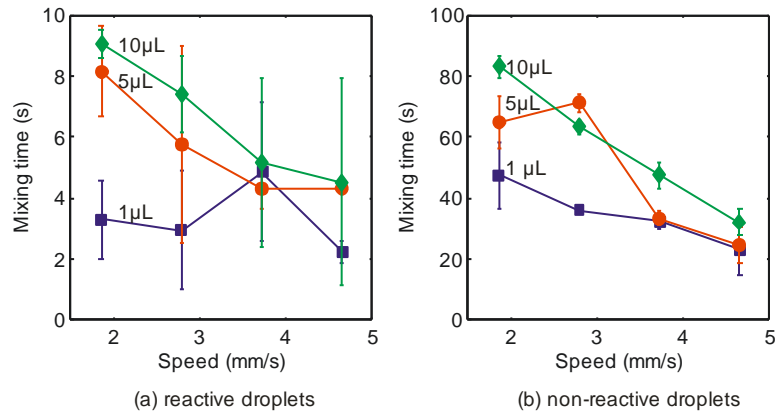 10
8
6
4
2
0
Mixing time (s)
10µL
5µL
1µL
2 3 4 5
Speed (mm/s)
(a) reactive droplets
100
80
60
40
20
0
Mixing time (s)
10µL
5µL
1 µL
2 3 4 5
Speed (mm/s)
(b) non-reactive droplets